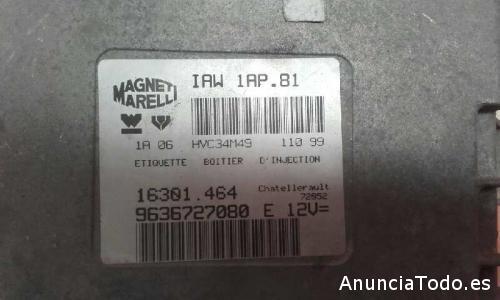 MAGNETI
MARELLI
IAW 1AP.81
1A 06 HVC34M4S 110 99
ETIQUETTE BOITIER D'INJECTION
16301.464 Chatellerault
72852
9636727080 E 12V=
AnunciaTodo.es